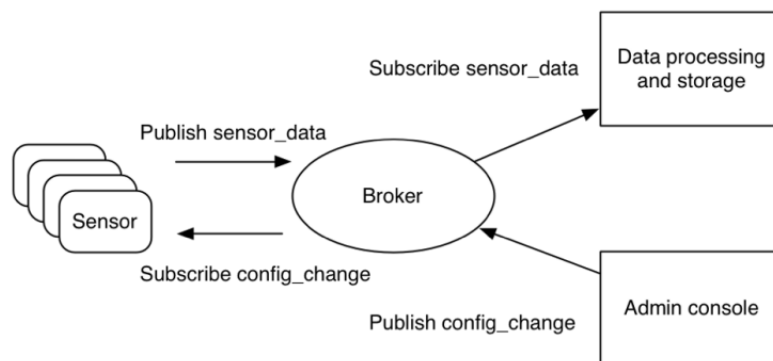 Subscribe sensor_data
Data processing
and storage
Publish sensor_data
Broker
Sensor
Subscribe config_change
Publish config_change
Admin console